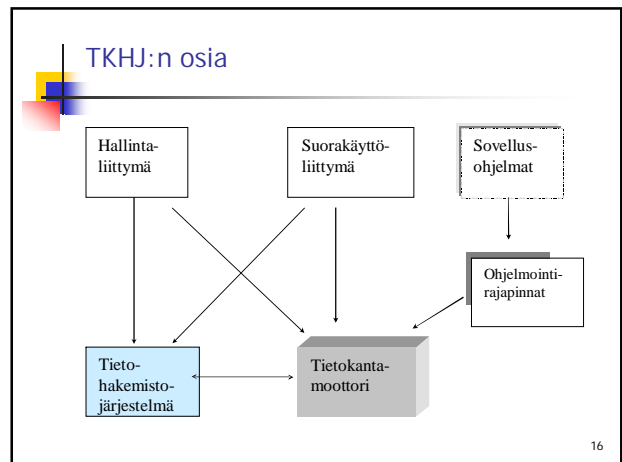 TKHJ:n osia
Hallinta-
liittymä
Suorakäyttö-
liittymä
Sovellus-
ohjelmat
Ohjelmointi-
rajapinnat
Tieto-
hakemisto-
järjestelmä
Tietokanta-
moottori
16